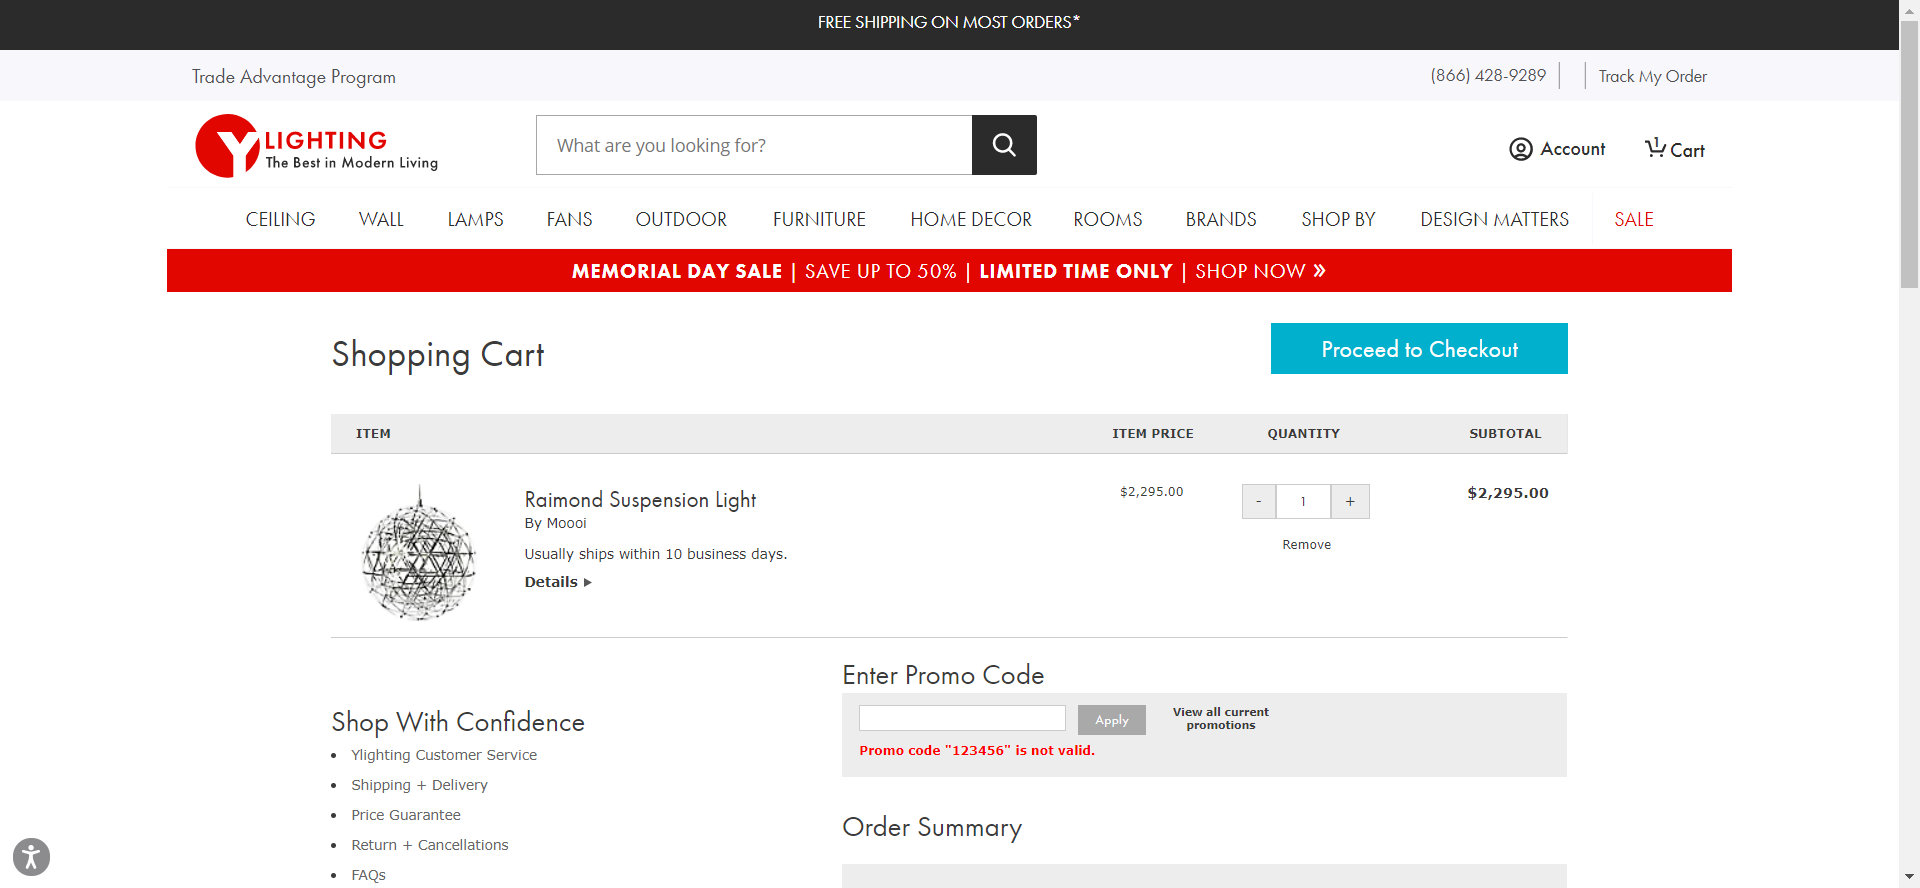 FREE SHIPPING ON MOST ORDERS*
Trade Advantage Program
(866) 428-9289
Track My Order
Y LIGHTING
The Best in Modern Living
What are you looking for?
Account
1
Cart
CEILING
WALL
LAMPS
FANS
OUTDOOR
FURNITURE
HOME DECOR
ROOMS
BRANDS
SHOP BY
DESIGN MATTERS
SALE
MEMORIAL DAY SALE | SAVE UP TO 50% | LIMITED TIME ONLY | SHOP NOW »
Shopping Cart
Proceed to Checkout
ITEM
ITEM PRICE
QUANTITY
SUBTOTAL
Raimond Suspension Light
$2,295.00
- 1 +
$2,295.00
By Moooi
Usually ships within 10 business days.
Remove
Details
Enter Promo Code
Apply
View all current
promotions
Promo code "123456" is not valid.
Shop With Confidence
Ylighting Customer Service
Shipping + Delivery
Price Guarantee
Return + Cancellations
FAQs
Order Summary